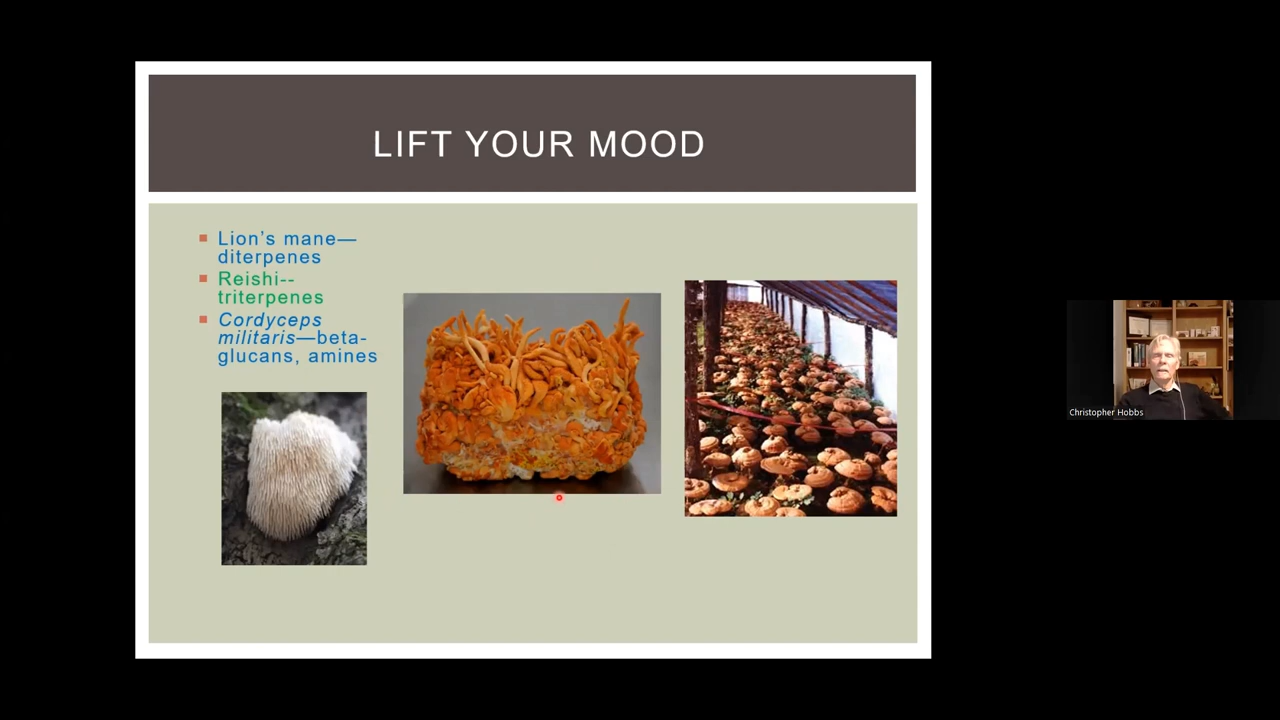 LIFT YOUR MOOD
Lion’s mane—
diterpenes
Reishi--
triterpenes
Cordyceps
militaris—beta-
glucans, amines
Christopher Hobbs